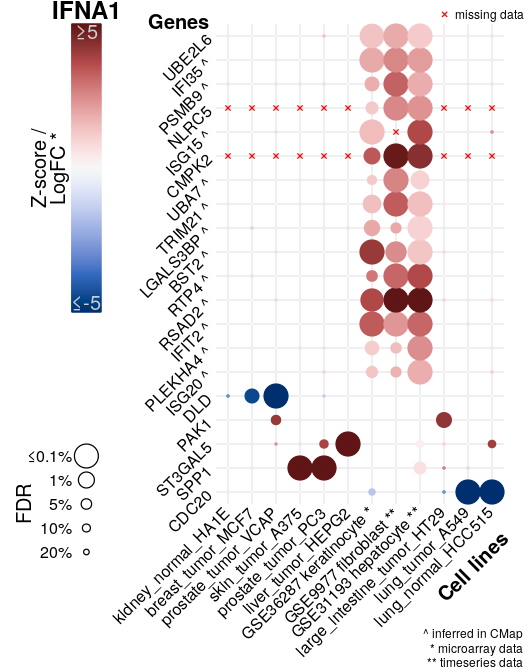 IFNA1
Genes
× missing data
≥5
Z-score /
LogFC *
≤-5
UBE2L6
IFI35 ^
PSMB9 ^
NLRC5
ISG15 ^
CMPK2
UBA7 ^
TRIM21 ^
LGALS3BP ^
BST2 ^
RTP4 ^
RSAD2 ^
IFIT2 ^
PLEKHA4 ^
ISG20 ^
DLD
PAK1
ST3GAL5
SPP1
CDC20
FDR
≤0.1%
1%
5%
10%
20%
kidney_normal_HA1E
breast_tumor_MCF7
prostate_tumor_VCAP
skin_tumor_A375
prostate_tumor_PC3
liver_tumor_HEPG2
GSE36287 keratinocyte *
GSE9977 fibroblast **
GSE31193 hepatocyte **
large_intestine_tumor_HT29
lung_tumor_A549
lung_normal_HCC515
Cell lines
^ inferred in CMap
* microarray data
** timeseries data